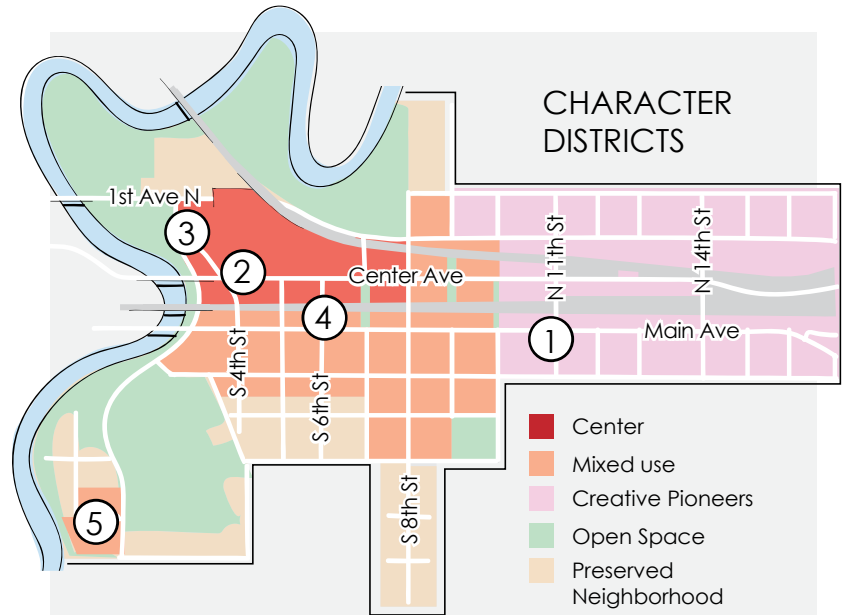 CHARACTER
DISTRICTS
1st Ave N
3
2
Center Ave
N 11th St
N 14th St
4
1
Main Ave
S 4th St
S 6th St
S 8th St
5
Center
Mixed use
Creative Pioneers
Open Space
Preserved
Neighborhood